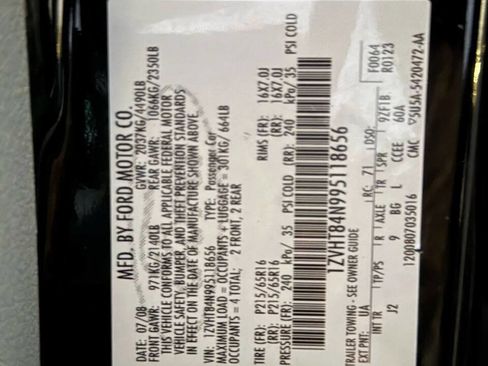 MFD. BY FORD MOTOR CO.
DATE: 07/08 GVWR: 2037KG/4490LB
FRONT GAWR: 971KG/2140LB REAR GAWR: 1066KG/2350LB
THIS VEHICLE CONFORMS TO ALL APPLICABLE FEDERAL MOTOR
VEHICLE SAFETY, BUMPER, AND THEFT PREVENTION STANDARDS
IN EFFECT ON THE DATE OF MANUFACTURE SHOWN ABOVE.
VIN: 1ZVHT84N995118656 TYPE: Passenger Car
MAXIMUM LOAD = OCCUPANTS + LUGGAGE = 301KG / 664LB
OCCUPANTS = 4 TOTAL; 2 FRONT, 2 REAR
TIRE (FR): P215/65R16 RIMS (FR): 16X7.0J
(RR): P215/65R16 (RR): 16X7.0J
PRESSURE (FR): 240 kPa/ 35 PSI COLD (RR): 240 kPa/ 35 PSI COLD
1ZVHT84N995118656
TRAILER TOWING - SEE OWNER GUIDE F0064
R0123
EXT PNT: UA RC: 71 DSO:
INT TR TP/PS R AXLE TR SPR 9ZF1B
J2 9 BG L CCEE 60A
1200807035016 CMC 5U5A-5420472-AA